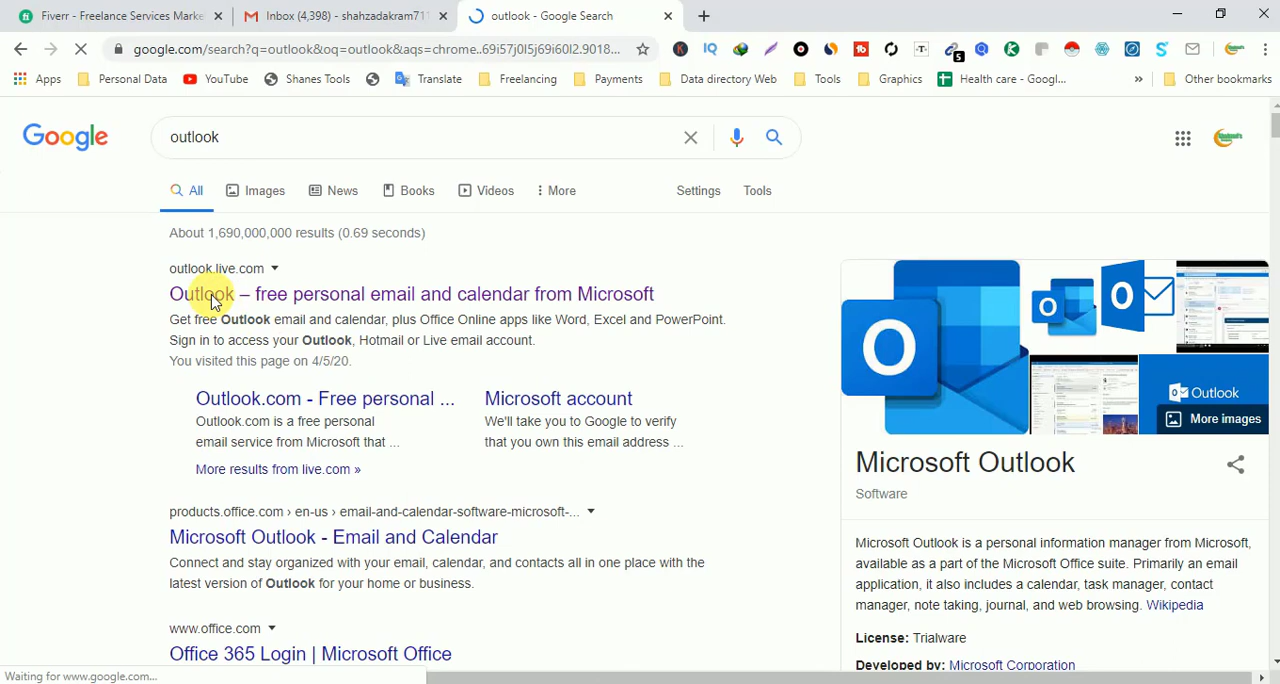 Fiverr - Freelance Services Marke
Inbox (4,398) - shahzadakram711
outlook - Google Search
google.com/search?q=outlook&oq=outlook&aqs=chrome..69i57j0l5j69i60l2.9018...
Apps
Personal Data
YouTube
Shanes Tools
Translate
Freelancing
Payments
Data directory Web
Tools
Graphics
Health care - Googl...
»
Other bookmarks
Google
outlook
All
Images
News
Books
Videos
More
Settings
Tools
About 1,690,000,000 results (0.69 seconds)
outlook.live.com
Outlook – free personal email and calendar from Microsoft
Get free Outlook email and calendar, plus Office Online apps like Word, Excel and PowerPoint.
Sign in to access your Outlook, Hotmail or Live email account.
You visited this page on 4/5/20.
Outlook.com - Free personal ...
Outlook.com is a free personal
email service from Microsoft that ...
Microsoft account
We'll take you to Google to verify
that you own this email address ...
More results from live.com »
products.office.com › en-us › email-and-calendar-software-microsoft-...
Microsoft Outlook - Email and Calendar
Connect and stay organized with your email, calendar, and contacts all in one place with the
latest version of Outlook for your home or business.
www.office.com
Office 365 Login | Microsoft Office
Outlook
More images
Microsoft Outlook
Software
Microsoft Outlook is a personal information manager from Microsoft,
available as a part of the Microsoft Office suite. Primarily an email
application, it also includes a calendar, task manager, contact
manager, note taking, journal, and web browsing. Wikipedia
License: Trialware
Developed by: Microsoft Corporation
Waiting for www.google.com...